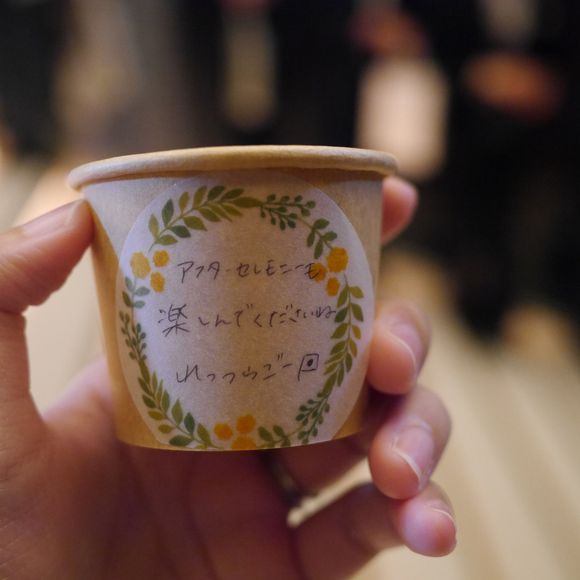 アフターセレモニーも
楽しんでくださいね
れっつらごー